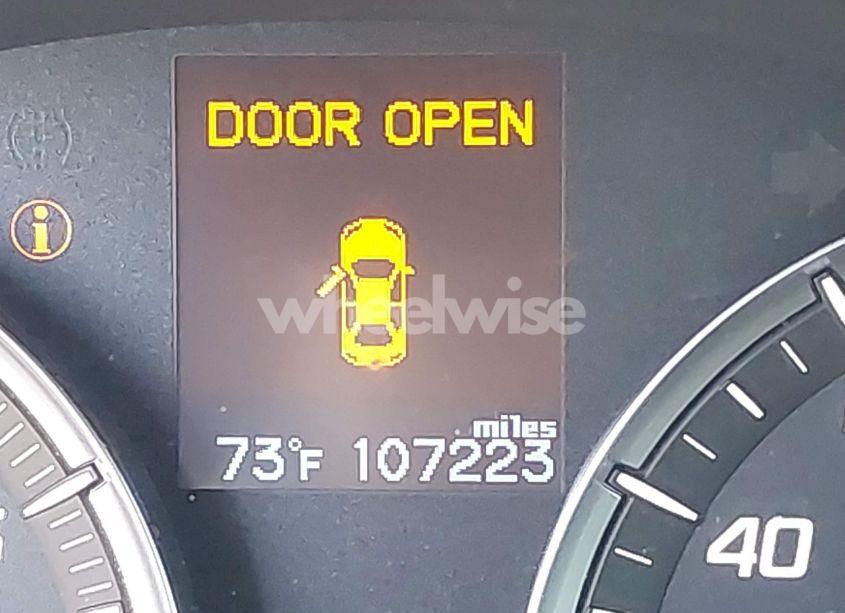 DOOR OPEN
i
wheelwise
miles
73°F 107223
40